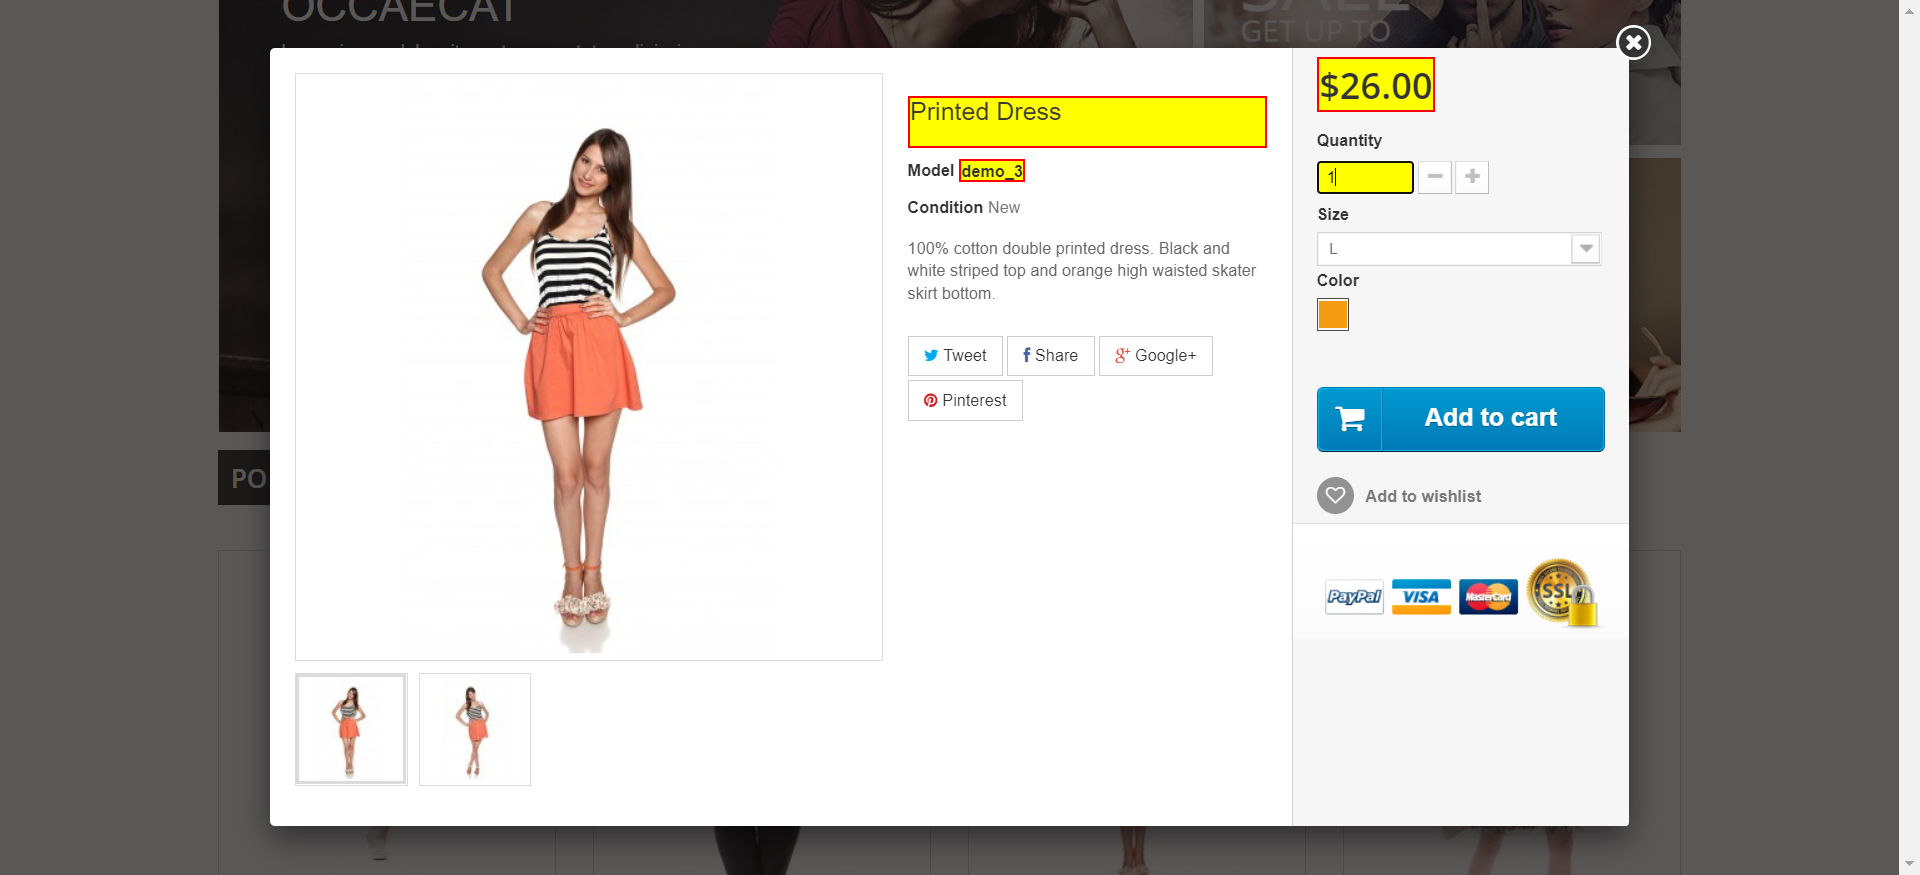 OCCAECAT
GET UP TO
$26.00
Printed Dress
Quantity
Model demo_3
1
Condition New
Size
100% cotton double printed dress. Black and
white striped top and orange high waisted skater
skirt bottom.
L
Color
Tweet
Share
Google+
Pinterest
Add to cart
PO
Add to wishlist
PayPal
VISA
MasterCard
SSL